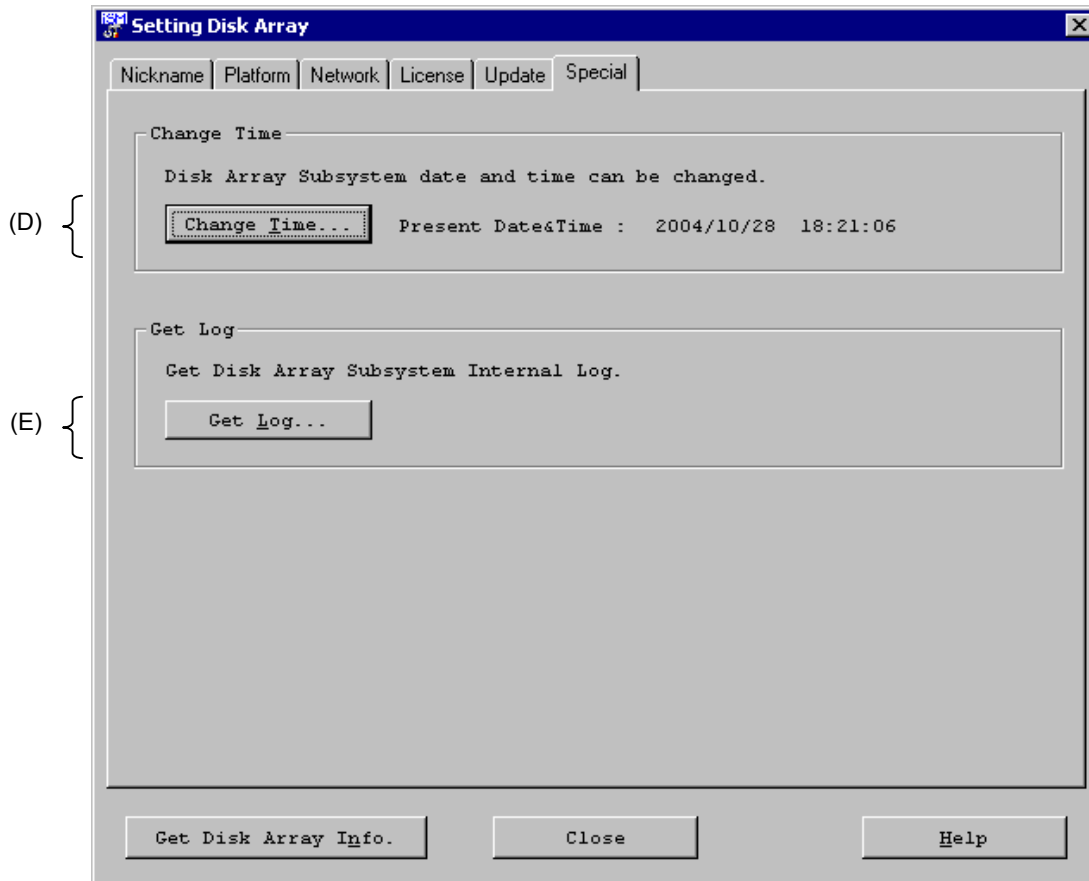 Setting Disk Array
Nickname Platform Network License Update Special
Change Time
Disk Array Subsystem date and time can be changed.
(D) Change Time... Present Date&Time : 2004/10/28 18:21:06
Get Log
Get Disk Array Subsystem Internal Log.
(E) Get Log...
Get Disk Array Info. Close Help